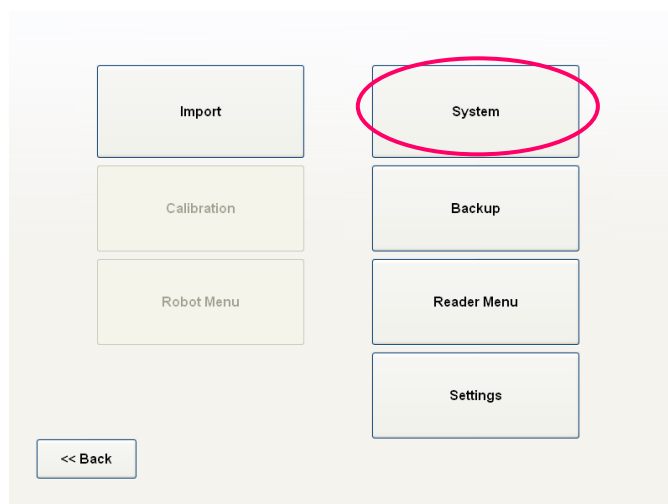 Import
System
Calibration
Backup
Robot Menu
Reader Menu
Settings
<< Back